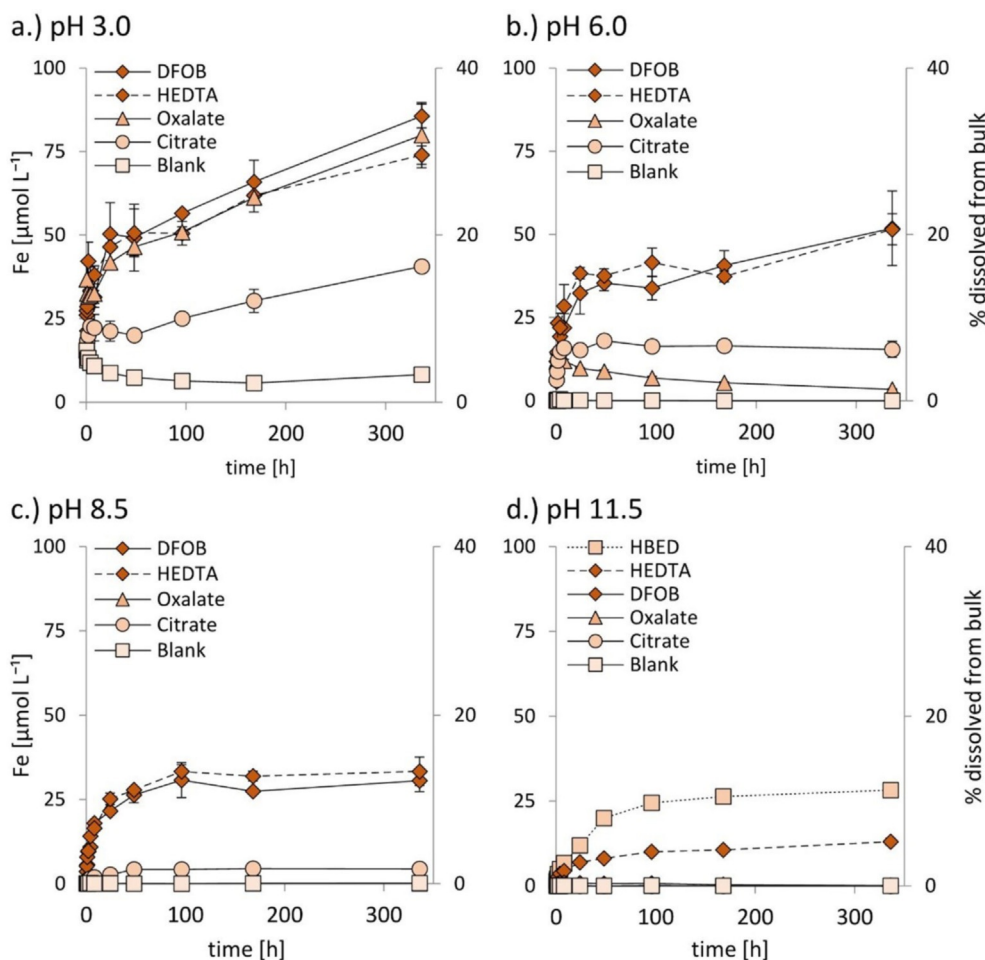 a.) pH 3.0
100
75
50
25
0
Fe [µmol L⁻¹]
DFOB
HEDTA
Oxalate
Citrate
Blank
40
20
0
0 100 200 300
time [h]
b.) pH 6.0
100
75
50
25
0
DFOB
HEDTA
Oxalate
Citrate
Blank
40
20
0
% dissolved from bulk
0 100 200 300
time [h]
c.) pH 8.5
100
75
50
25
0
Fe [µmol L⁻¹]
DFOB
HEDTA
Oxalate
Citrate
Blank
40
20
0
0 100 200 300
time [h]
d.) pH 11.5
100
75
50
25
0
HBED
HEDTA
DFOB
Oxalate
Citrate
Blank
40
20
0
% dissolved from bulk
0 100 200 300
time [h]